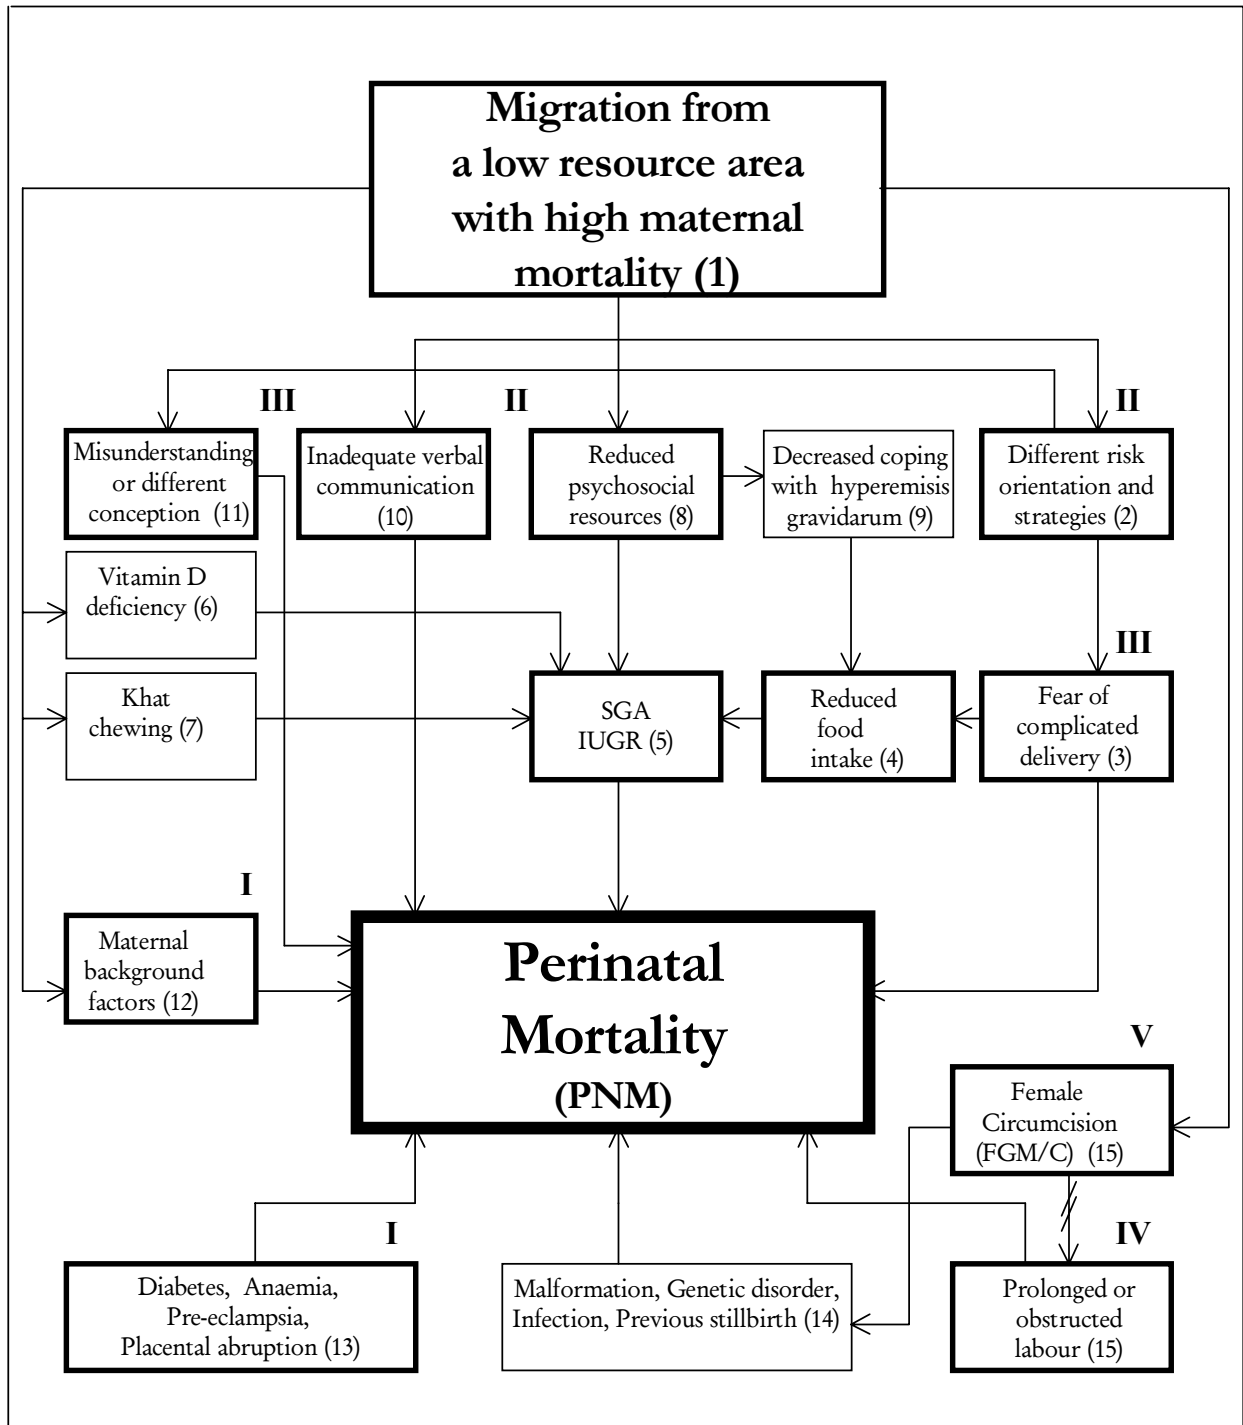 Migration from
a low resource area
with high maternal
mortality (1)
III
II
II
Misunderstanding
or different
conception (11)
Inadequate verbal
communication
(10)
Reduced
psychosocial
resources (8)
Decreased coping
with hyperemisis
gravidarum (9)
Different risk
orientation and
strategies (2)
Vitamin D
deficiency (6)
III
Khat
chewing (7)
SGA
IUGR (5)
Reduced
food
intake (4)
Fear of
complicated
delivery (3)
I
Maternal
background
factors (12)
Perinatal
Mortality
(PNM)
V
Female
Circumcision
(FGM/C) (15)
I
IV
Diabetes, Anaemia,
Pre-eclampsia,
Placental abruption (13)
Malformation, Genetic disorder,
Infection, Previous stillbirth (14)
Prolonged or
obstructed
labour (15)